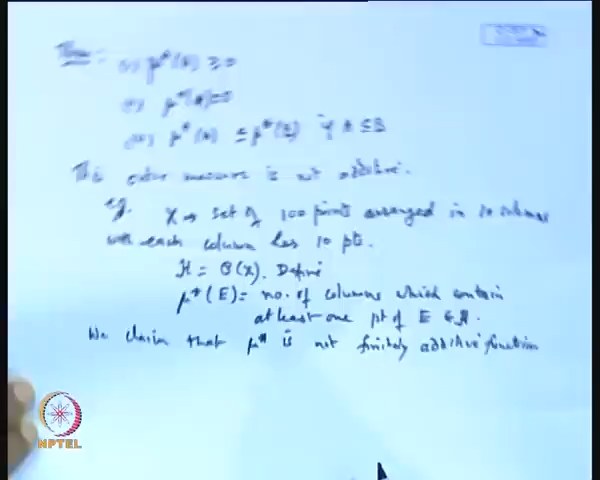 Then: (i) μ*(A) ≥ 0
(ii) μ*(φ)=0
(iii) μ*(A) ≤ μ*(B) if A ⊆ B
This outer measure is not additive.
eg. X → set of 100 points arranged in 10 columns
each column has 10 pts.
H = P(X). Define
μ*(E) = no. of columns which contain
at least one pt of E ∈ H.
We claim that μ* is not finitely additive function
NPTEL